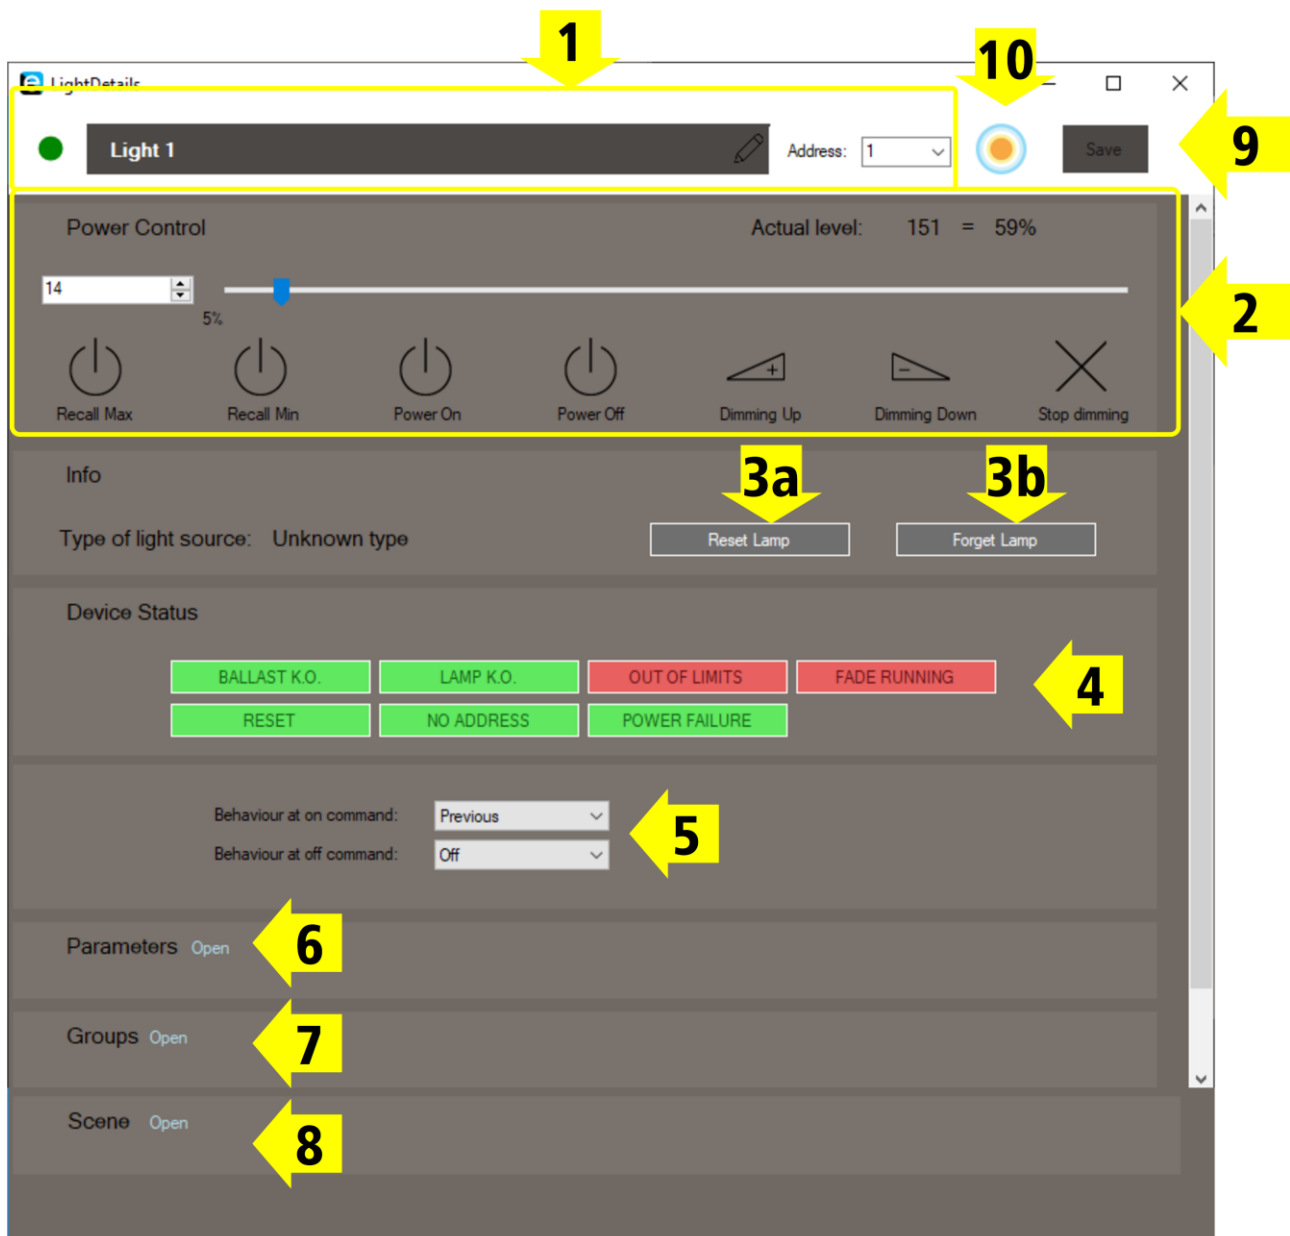 1
10
LightDetails
Light 1
Address: 1
Save
9
Power Control
Actual level: 151 = 59%
14
5%
2
Recall Max Recall Min Power On Power Off Dimming Up Dimming Down Stop dimming
Info
3a 3b
Type of light source: Unknown type
Reset Lamp Forget Lamp
Device Status
BALLAST K.O. LAMP K.O. OUT OF LIMITS FADE RUNNING
4
RESET NO ADDRESS POWER FAILURE
Behaviour at on command: Previous
5
Behaviour at off command: Off
Parameters Open
6
Groups Open
7
Scene Open
8